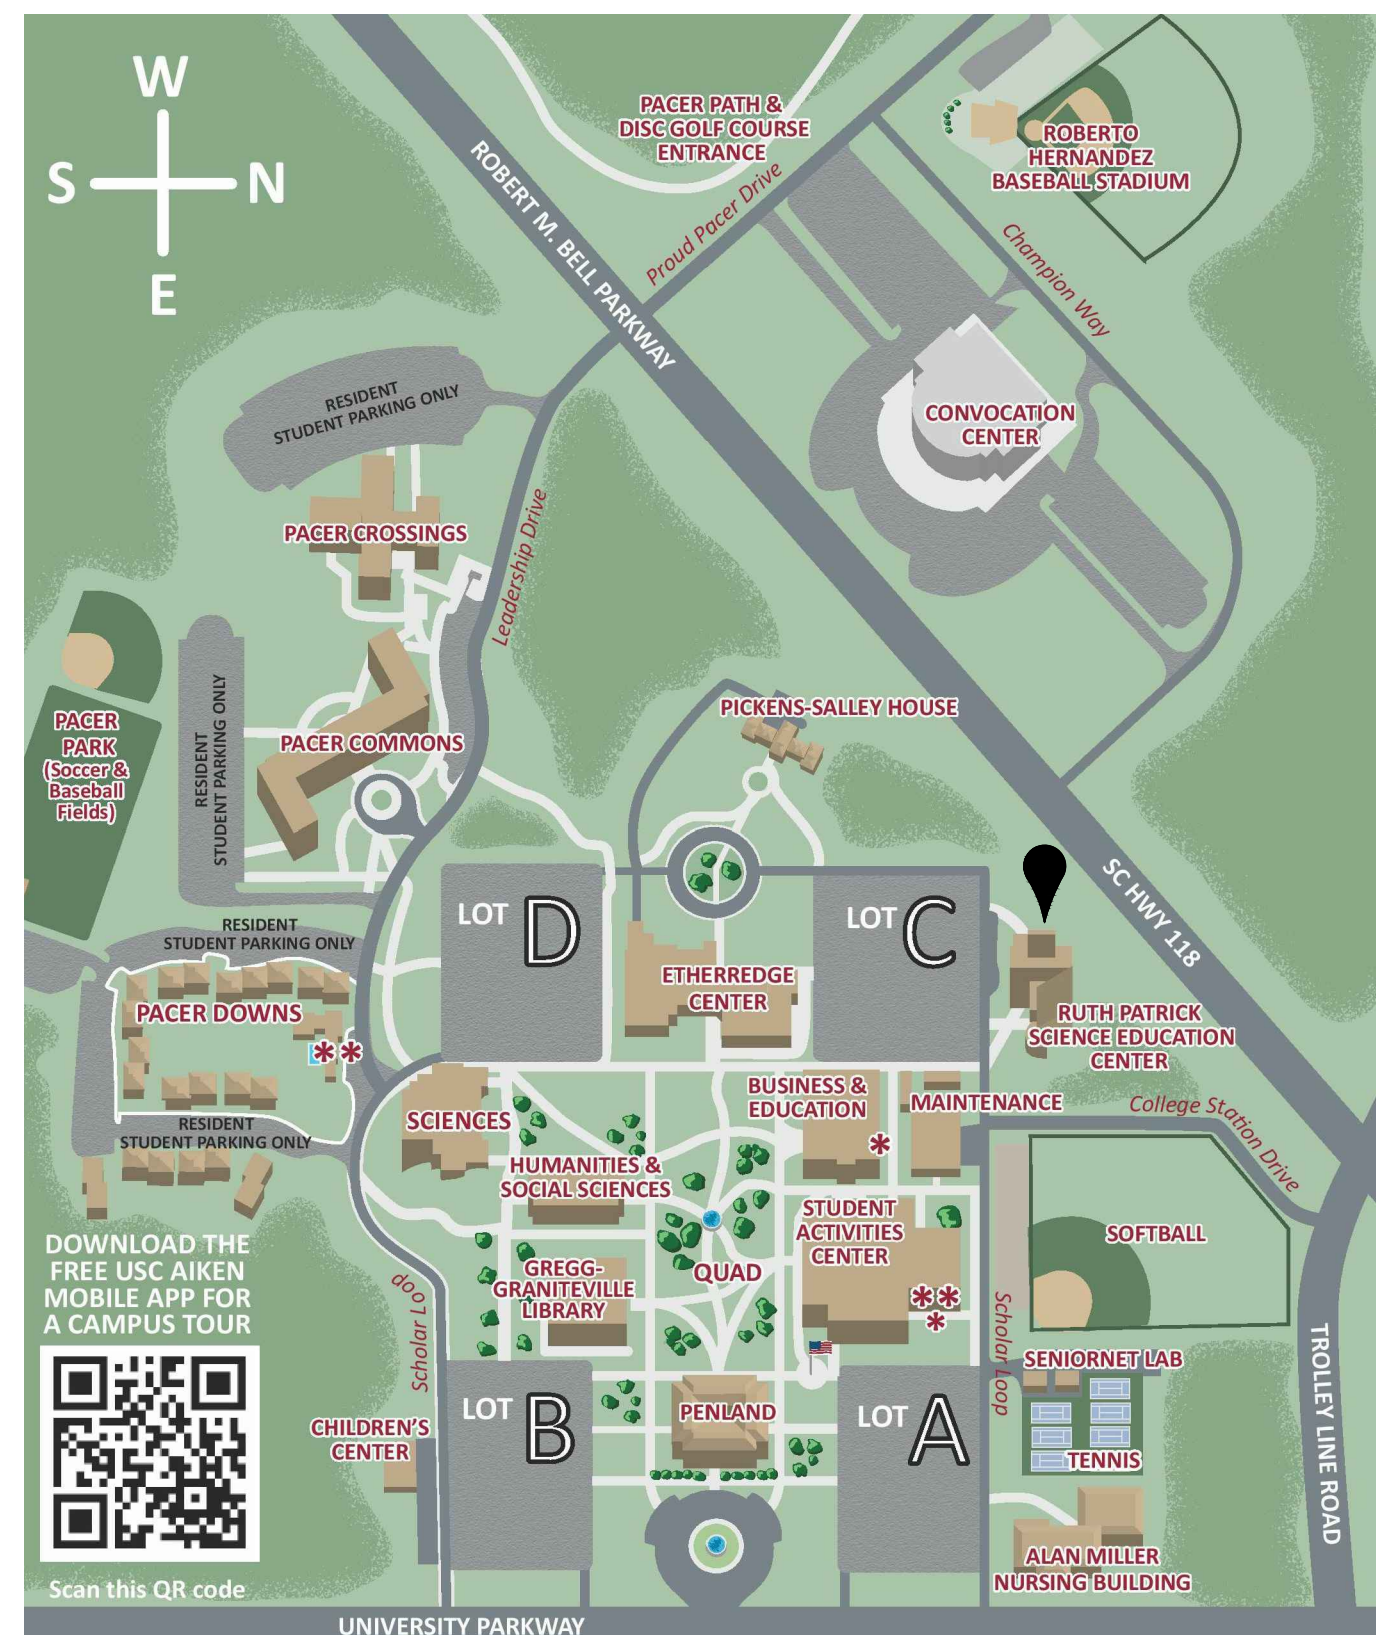 W
S
N
E
PACER PATH &
DISC GOLF COURSE
ENTRANCE
ROBERTO
HERNANDEZ
BASEBALL STADIUM
ROBERT M. BELL PARKWAY
Proud Pacer Drive
Champion Way
RESIDENT
STUDENT PARKING ONLY
CONVOCATION
CENTER
PACER CROSSINGS
Leadership Drive
PACER
PARK
(Soccer &
Baseball
Fields)
RESIDENT
STUDENT PARKING ONLY
PACER COMMONS
PICKENS-SALLEY HOUSE
SC HWY 118
LOT D
LOT C
RESIDENT
STUDENT PARKING ONLY
ETHERREDGE
CENTER
PACER DOWNS
**
RUTH PATRICK
SCIENCE EDUCATION
CENTER
BUSINESS &
EDUCATION
*
MAINTENANCE
College Station Drive
SCIENCES
RESIDENT
STUDENT PARKING ONLY
HUMANITIES &
SOCIAL SCIENCES
STUDENT
ACTIVITIES
CENTER
***
SOFTBALL
DOWNLOAD THE
FREE USC AIKEN
MOBILE APP FOR
A CAMPUS TOUR
GREGG-
GRANITEVILLE
LIBRARY
QUAD
Scholar Loop
Scholar Loop
TROLLEY LINE ROAD
SENIORNET LAB
LOT B
PENLAND
LOT A
CHILDREN'S
CENTER
TENNIS
ALAN MILLER
NURSING BUILDING
Scan this QR code
UNIVERSITY PARKWAY